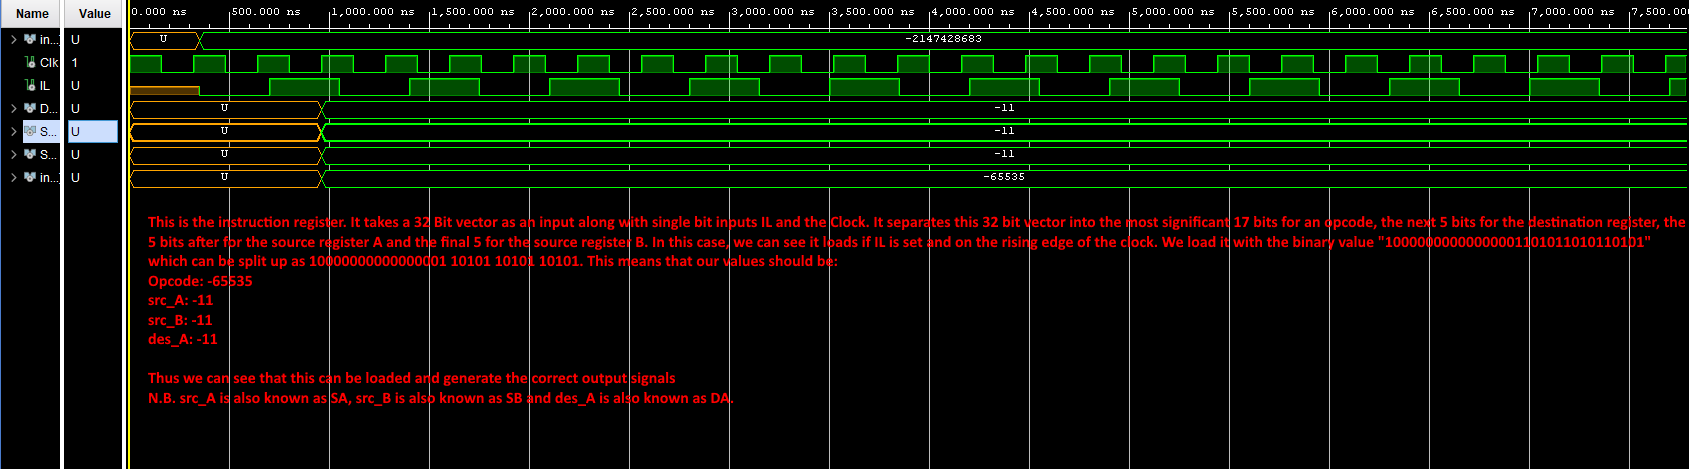 Name Value 0.000 ns 500.000 ns 1,000.000 ns 1,500.000 ns 2,000.000 ns 2,500.000 ns 3,000.000 ns 3,500.000 ns 4,000.000 ns 4,500.000 ns 5,000.000 ns 5,500.000 ns 6,000.000 ns 6,500.000 ns 7,000.000 ns 7,500.
in...] U U -2147428683
Clk 1
IL U
D... U U -11
S... U U -11
S... U U -11
in...] U U -65535
This is the instruction register. It takes a 32 Bit vector as an input along with single bit inputs IL and the Clock. It separates this 32 bit vector into the most significant 17 bits for an opcode, the next 5 bits for the destination register, the
5 bits after for the source register A and the final 5 for the source register B. In this case, we can see it loads if IL is set and on the rising edge of the clock. We load it with the binary value "10000000000000001101011010110101"
which can be split up as 10000000000000001 10101 10101 10101. This means that our values should be:
Opcode: -65535
src_A: -11
src_B: -11
des_A: -11
Thus we can see that this can be loaded and generate the correct output signals
N.B. src_A is also known as SA, src_B is also known as SB and des_A is also known as DA.